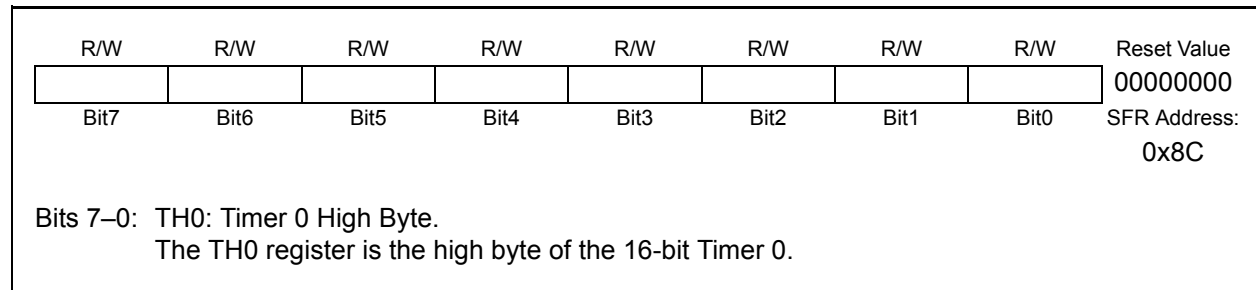 R/W R/W R/W R/W R/W R/W R/W R/W Reset Value
00000000
Bit7 Bit6 Bit5 Bit4 Bit3 Bit2 Bit1 Bit0 SFR Address:
0x8C
Bits 7–0: TH0: Timer 0 High Byte.
The TH0 register is the high byte of the 16-bit Timer 0.